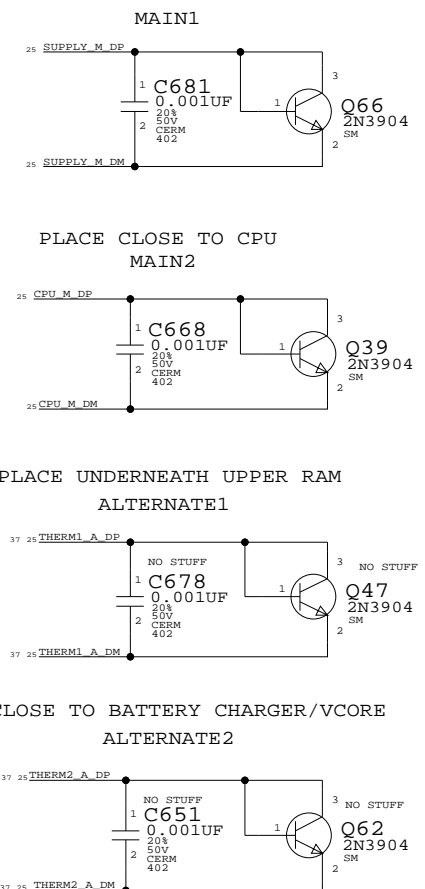 MAIN1
25 SUPPLY_M_DP
1 C681 3
0.001UF
20%
50V
CERM
402
2
1 Q66
2N3904
SM
2
25 SUPPLY_M_DM
PLACE CLOSE TO CPU
MAIN2
25 CPU_M_DP
1 C668 3
0.001UF
20%
50V
CERM
402
2
1 Q39
2N3904
SM
2
25 CPU_M_DM
PLACE UNDERNEATH UPPER RAM
ALTERNATE1
37 25 THERM1_A_DP
NO STUFF 3 NO STUFF
1 C678
0.001UF
20%
50V
CERM
402
2
1 Q47
2N3904
SM
2
37 25 THERM1_A_DM
CLOSE TO BATTERY CHARGER/VCORE
ALTERNATE2
37 25 THERM2_A_DP
NO STUFF 3 NO STUFF
1 C651
0.001UF
20%
50V
CERM
402
2
1 Q62
2N3904
SM
2
37 25 THERM2_A_DM